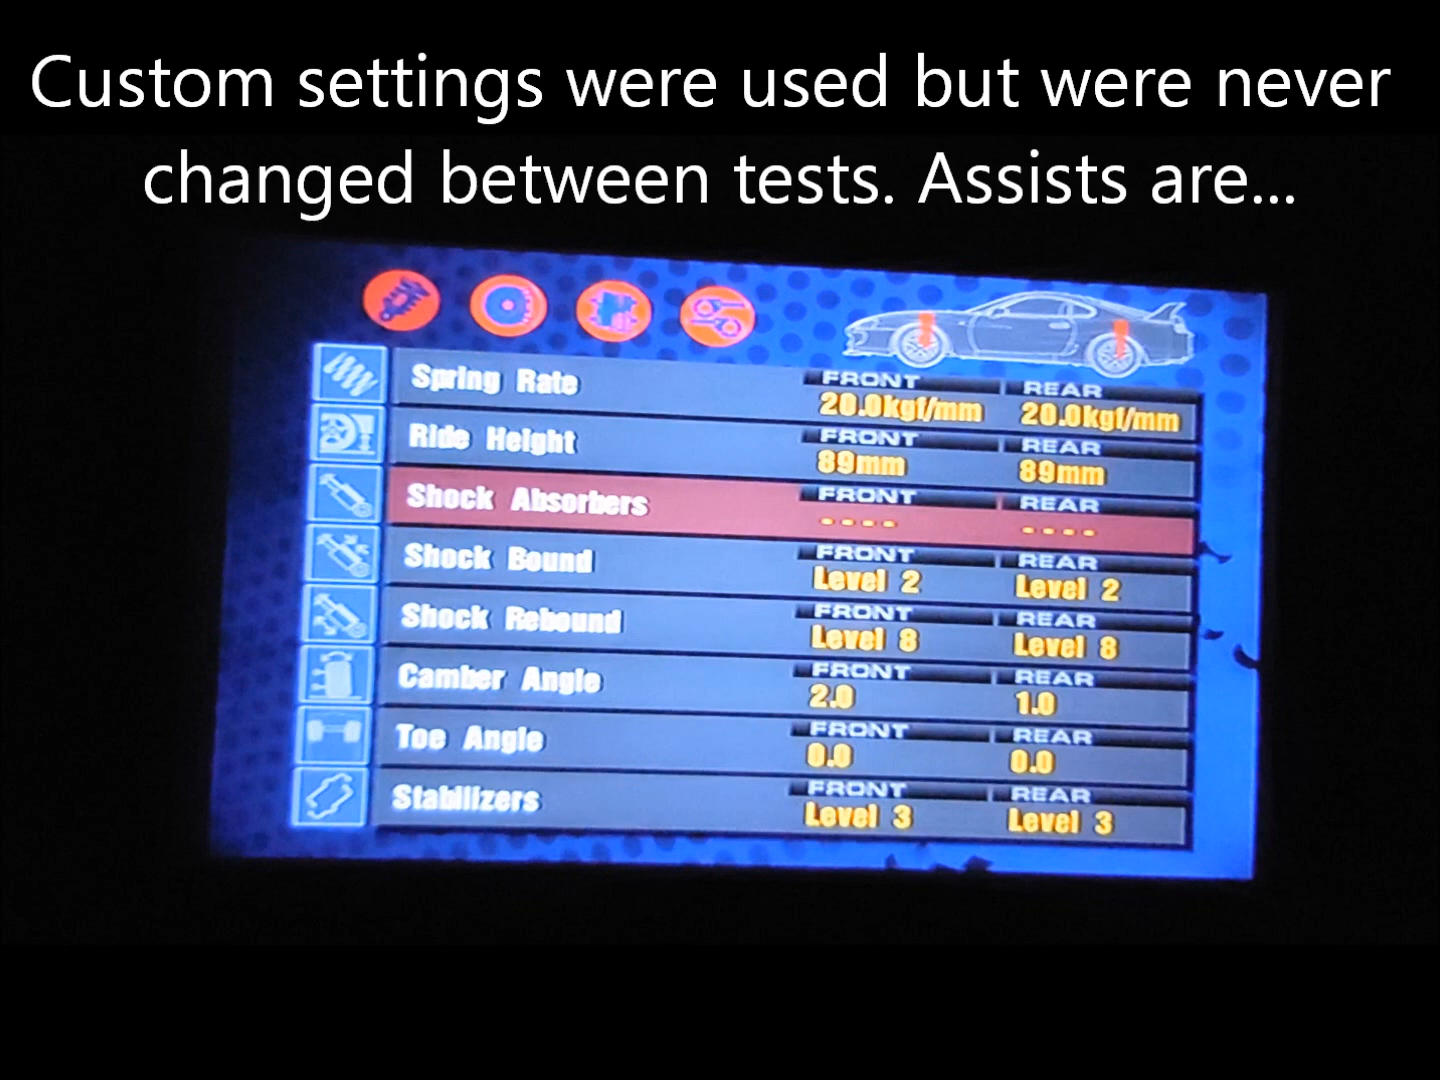 Custom settings were used but were never
changed between tests. Assists are...
Spring Rate FRONT 20.0kgf/mm REAR 20.0kgf/mm
Ride Height FRONT 89mm REAR 89mm
Shock Absorbers FRONT ---- REAR ----
Shock Bound FRONT Level 2 REAR Level 2
Shock Rebound FRONT Level 8 REAR Level 8
Camber Angle FRONT 2.0 REAR 1.0
Toe Angle FRONT 0.0 REAR 0.0
Stabilizers FRONT Level 3 REAR Level 3